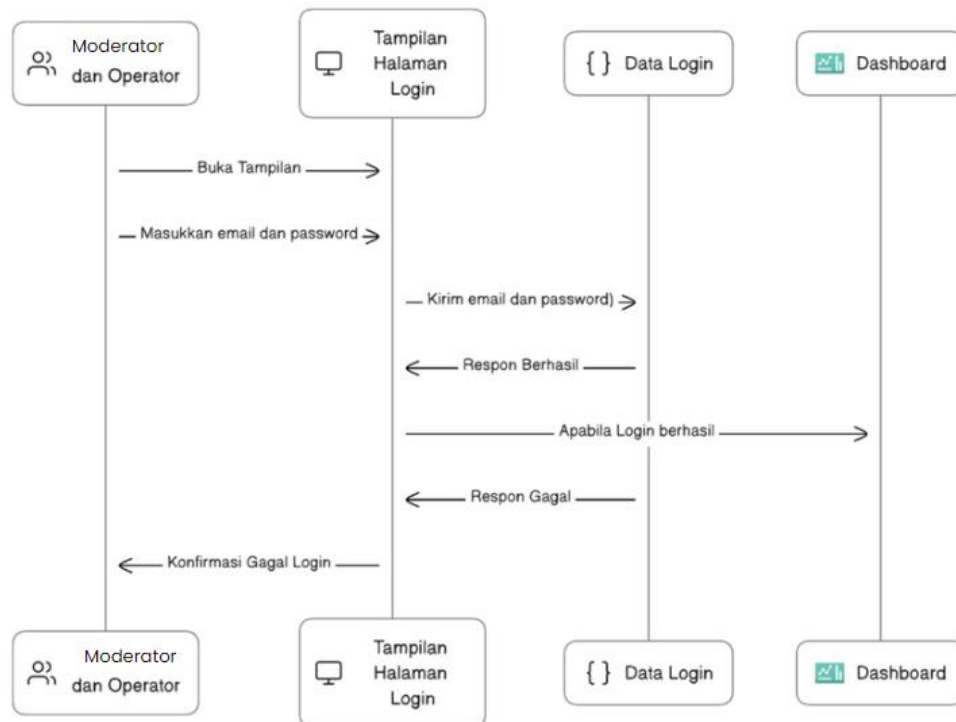 Moderator
dan Operator
Tampilan
Halaman
Login
{ } Data Login
Dashboard
Buka Tampilan
Masukkan email dan password
Kirim email dan password)
Respon Berhasil
Apabila Login berhasil
Respon Gagal
Konfirmasi Gagal Login
Moderator
dan Operator
Tampilan
Halaman
Login
{ } Data Login
Dashboard